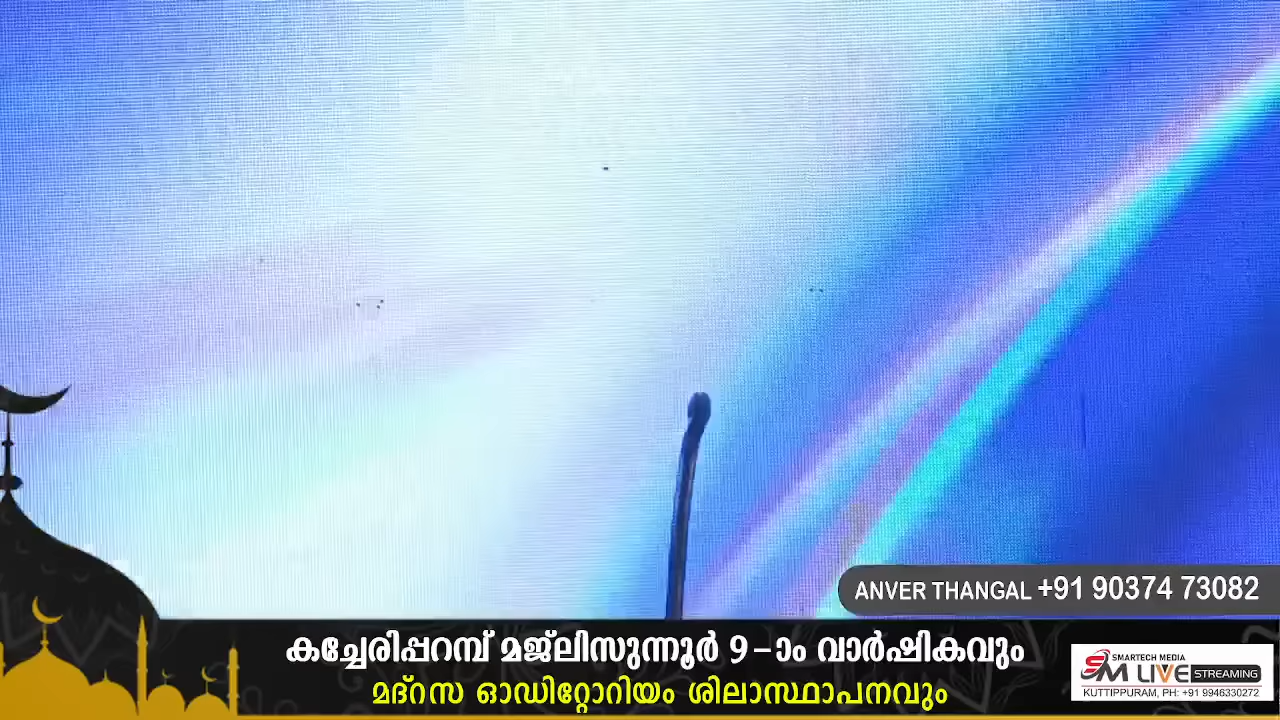 ANVER THANGAL +91 90374 73082
കച്ചേരിപ്പറമ്പ് മജ്ലിസുന്നൂർ 9-ാം വാർഷികവും
മദ്റസ ഓഡിറ്റോറിയം ശിലാസ്ഥാപനവും
SMARTECH MEDIA
SM LIVE STREAMING
KUTTIPPURAM, PH: +91 9946330272